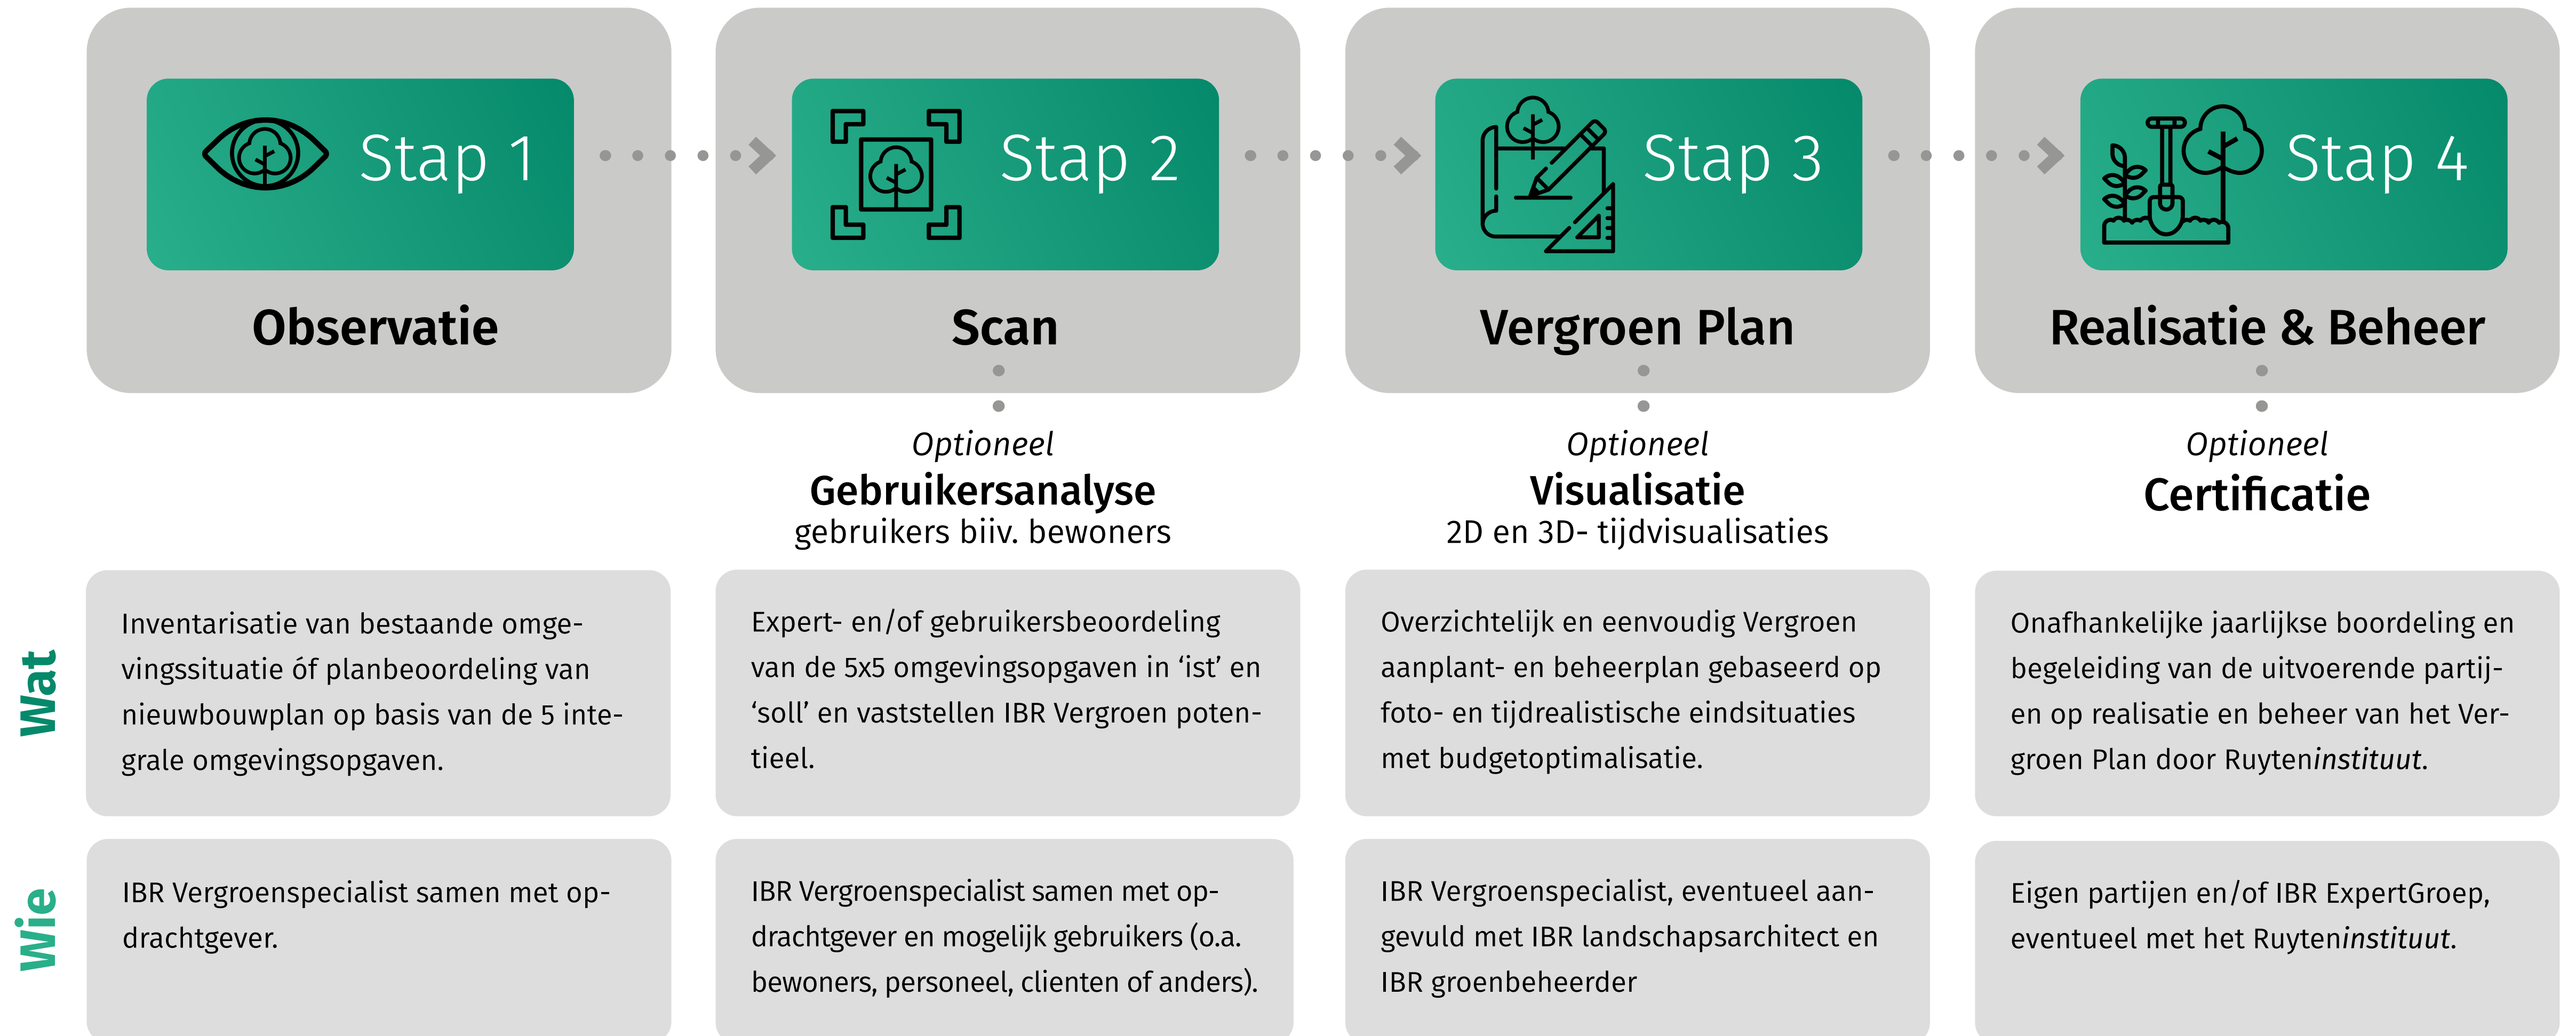 Stap 1
Observatie
Stap 2
Scan
Optioneel
Gebruikersanalyse
gebruikers biiv. bewoners
Stap 3
Vergroen Plan
Optioneel
Visualisatie
2D en 3D- tijdvisualisaties
Stap 4
Realisatie & Beheer
Optioneel
Certificatie
Wat
Inventarisatie van bestaande omge-
vingssituatie óf planbeoordeling van
nieuwbouwplan op basis van de 5 inte-
grale omgevingsopgaven.
Expert- en/of gebruikersbeoordeling
van de 5x5 omgevingsopgaven in ‘ist’ en
‘soll’ en vaststellen IBR Vergroen poten-
tieel.
Overzichtelijk en eenvoudig Vergroen
aanplant- en beheerplan gebaseerd op
foto- en tijdrealistische eindsituaties
met budgetoptimalisatie.
Onafhankelijke jaarlijkse boordeling en
begeleiding van de uitvoerende partij-
en op realisatie en beheer van het Ver-
groen Plan door Ruyteninstituut.
Wie
IBR Vergroenspecialist samen met op-
drachtgever.
IBR Vergroenspecialist samen met op-
drachtgever en mogelijk gebruikers (o.a.
bewoners, personeel, clienten of anders).
IBR Vergroenspecialist, eventueel aan-
gevuld met IBR landschapsarchitect en
IBR groenbeheerder
Eigen partijen en/of IBR ExpertGroep,
eventueel met het Ruyteninstituut.